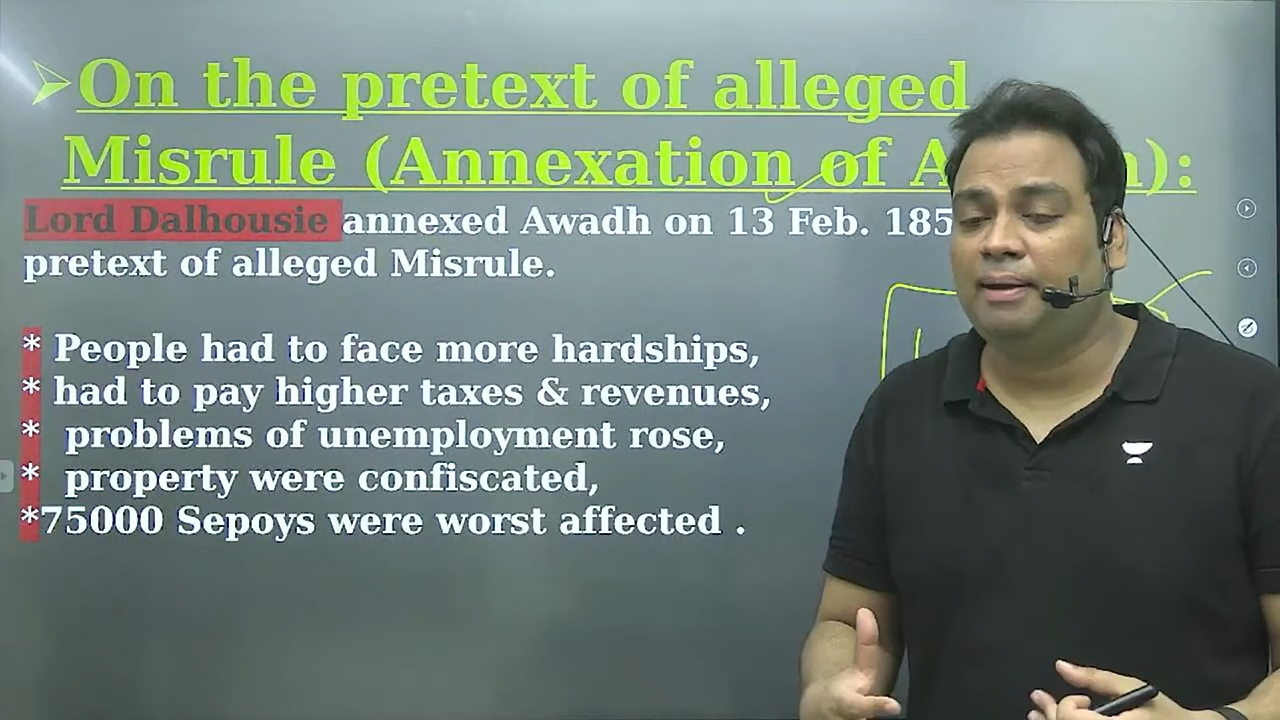 On the pretext of alleged
Misrule (Annexation of
Lord Dalhousie annexed Awadh on 13 Feb. 185
pretext of alleged Misrule.
* People had to face more hardships,
* had to pay higher taxes & revenues,
* problems of unemployment rose,
* property were confiscated,
*75000 Sepoys were worst affected .